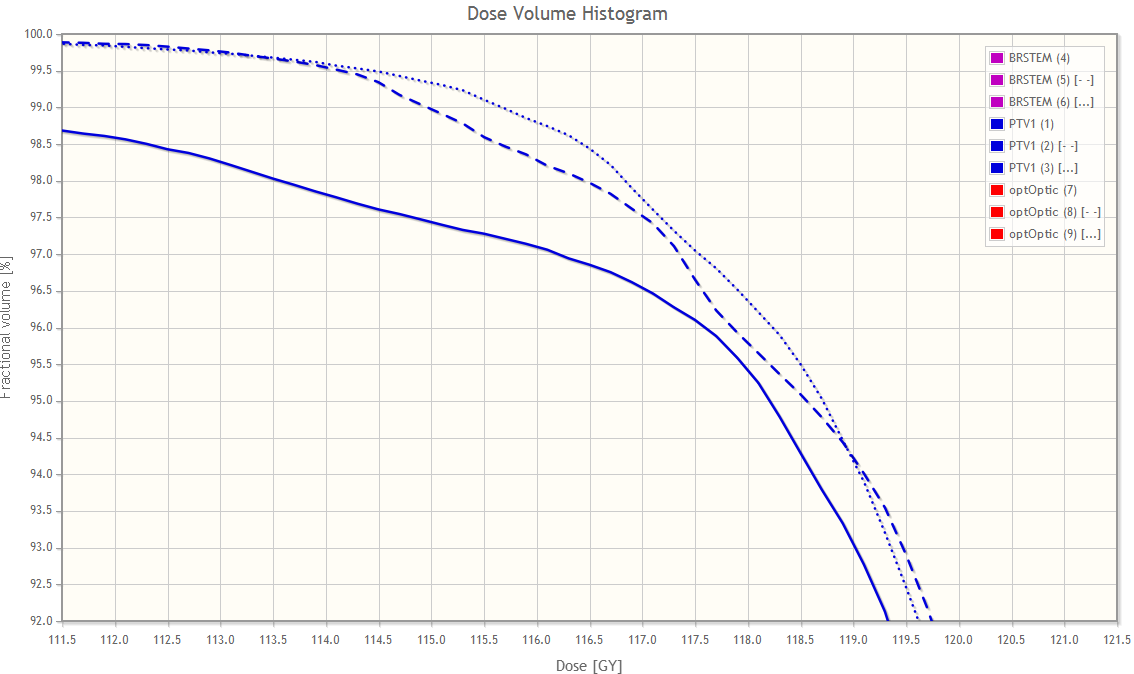 Dose Volume Histogram
100.0
99.5
99.0
98.5
98.0
97.5
97.0
96.5
96.0
95.5
95.0
94.5
94.0
93.5
93.0
92.5
92.0
Fractional volume [%]
BRSTEM (4)
BRSTEM (5) [- -]
BRSTEM (6) [...]
PTV1 (1)
PTV1 (2) [- -]
PTV1 (3) [...]
optOptic (7)
optOptic (8) [- -]
optOptic (9) [...]
111.5 112.0 112.5 113.0 113.5 114.0 114.5 115.0 115.5 116.0 116.5 117.0 117.5 118.0 118.5 119.0 119.5 120.0 120.5 121.0 121.5
Dose [GY]